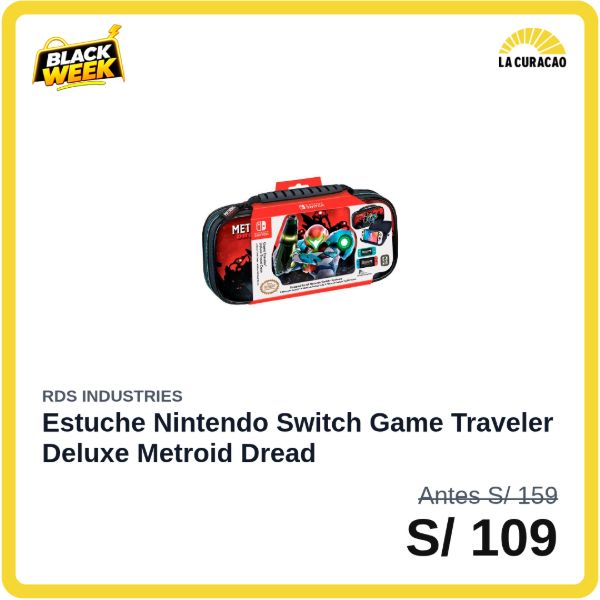 BLACK
WEEK
LA CURACAO
RDS INDUSTRIES
Estuche Nintendo Switch Game Traveler
Deluxe Metroid Dread
Antes S/ 159
S/ 109